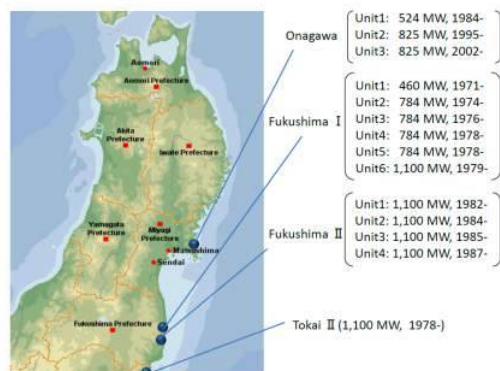 Onagawa
Unit1: 524 MW, 1984-
Unit2: 825 MW, 1995-
Unit3: 825 MW, 2002-
Fukushima Ⅰ
Unit1: 460 MW, 1971-
Unit2: 784 MW, 1974-
Unit3: 784 MW, 1976-
Unit4: 784 MW, 1978-
Unit5: 784 MW, 1978-
Unit6: 1,100 MW, 1979-
Fukushima Ⅱ
Unit1: 1,100 MW, 1982-
Unit2: 1,100 MW, 1984-
Unit3: 1,100 MW, 1985-
Unit4: 1,100 MW, 1987-
Tokai Ⅱ (1,100 MW, 1978-)
Aomori
Aomori Prefecture
Akita
Prefecture
Iwate Prefecture
Yamagata
Prefecture
Miyagi
Prefecture
Matsushima
Sendai
Fukushima Prefecture